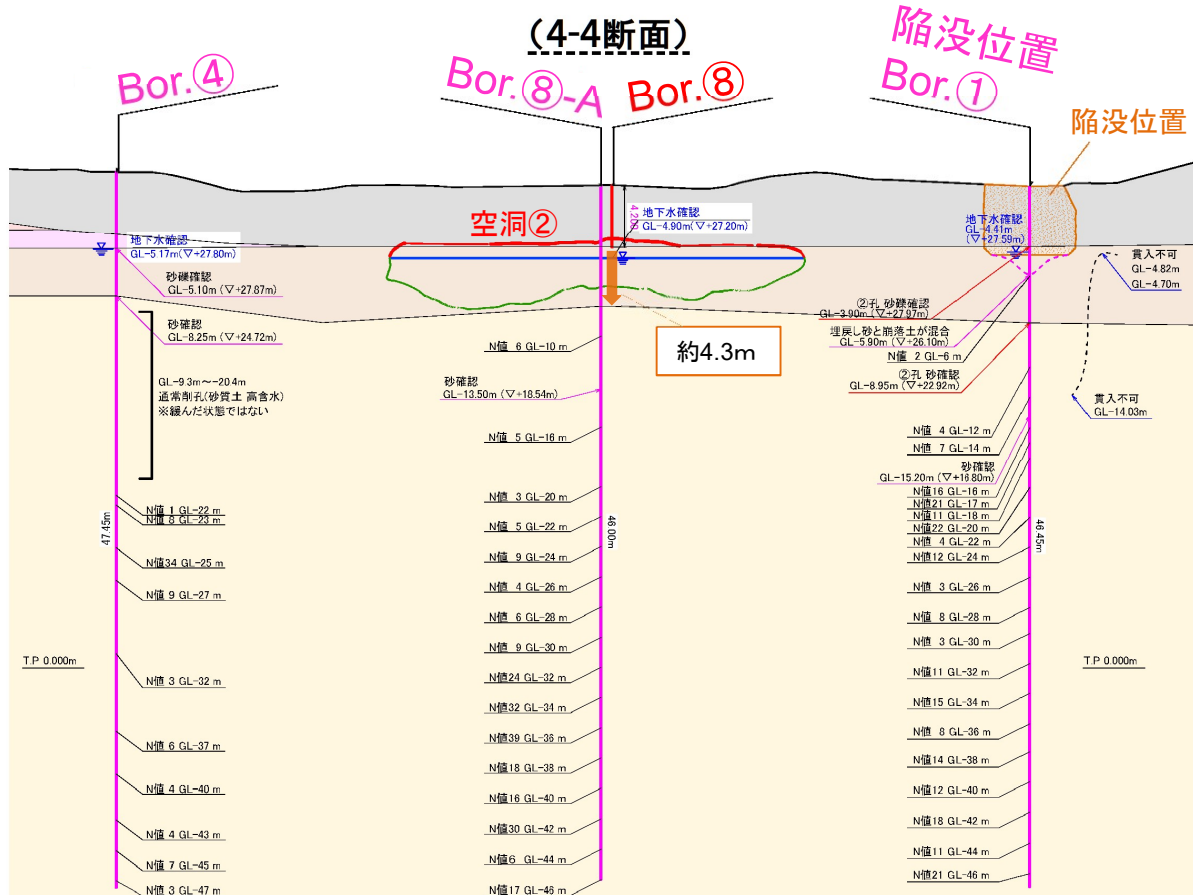 (4-4断面)
Bor.④
Bor.⑧-A
Bor.⑧
陥没位置
Bor.①
陥没位置
空洞②
4.200
地下水確認
GL-4.90m(▽+27.20m)
地下水確認
GL-4.41m
(▽+27.59m)
地下水確認
GL-5.17m(▽+27.80m)
砂礫確認
GL-5.10m(▽+27.87m)
砂確認
GL-8.25m(▽+24.72m)
GL-9.3m~-20.4m
通常削孔(砂質土 高含水)
※緩んだ状態ではない
N値 1 GL-22 m
N値 8 GL-23 m
N値34 GL-25 m
N値 9 GL-27 m
N値 3 GL-32 m
N値 6 GL-37 m
N値 4 GL-40 m
N値 4 GL-43 m
N値 7 GL-45 m
N値 3 GL-47 m
47.45m
T.P 0.000m
約4.3m
N値 6 GL-10 m
砂確認
GL-13.50m(▽+18.54m)
N値 5 GL-16 m
N値 3 GL-20 m
N値 5 GL-22 m
N値 9 GL-24 m
N値 4 GL-26 m
N値 6 GL-28 m
N値 9 GL-30 m
N値24 GL-32 m
N値32 GL-34 m
N値39 GL-36 m
N値18 GL-38 m
N値16 GL-40 m
N値30 GL-42 m
N値6 GL-44 m
N値17 GL-46 m
46.00m
貫入不可
GL-4.82m
GL-4.70m
②孔 砂礫確認
GL-3.90m(▽+27.97m)
埋戻し砂と崩落土が混合
GL-5.90m(▽+26.10m)
N値 2 GL-6 m
②孔 砂確認
GL-8.95m(▽+22.92m)
貫入不可
GL-14.03m
N値 4 GL-12 m
N値 7 GL-14 m
砂確認
GL-15.20m(▽+16.80m)
N値16 GL-16 m
N値21 GL-17 m
N値11 GL-18 m
N値22 GL-20 m
N値 4 GL-22 m
N値12 GL-24 m
N値 3 GL-26 m
N値 8 GL-28 m
N値 3 GL-30 m
N値11 GL-32 m
N値15 GL-34 m
N値 8 GL-36 m
N値14 GL-38 m
N値12 GL-40 m
N値18 GL-42 m
N値11 GL-44 m
N値21 GL-46 m
46.45m
T.P 0.000m